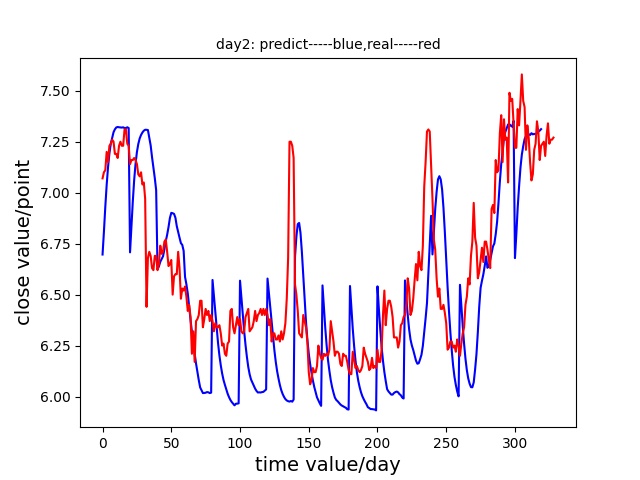 day2: predict-----blue,real-----red
close value/point
7.50
7.25
7.00
6.75
6.50
6.25
6.00
0 50 100 150 200 250 300
time value/day